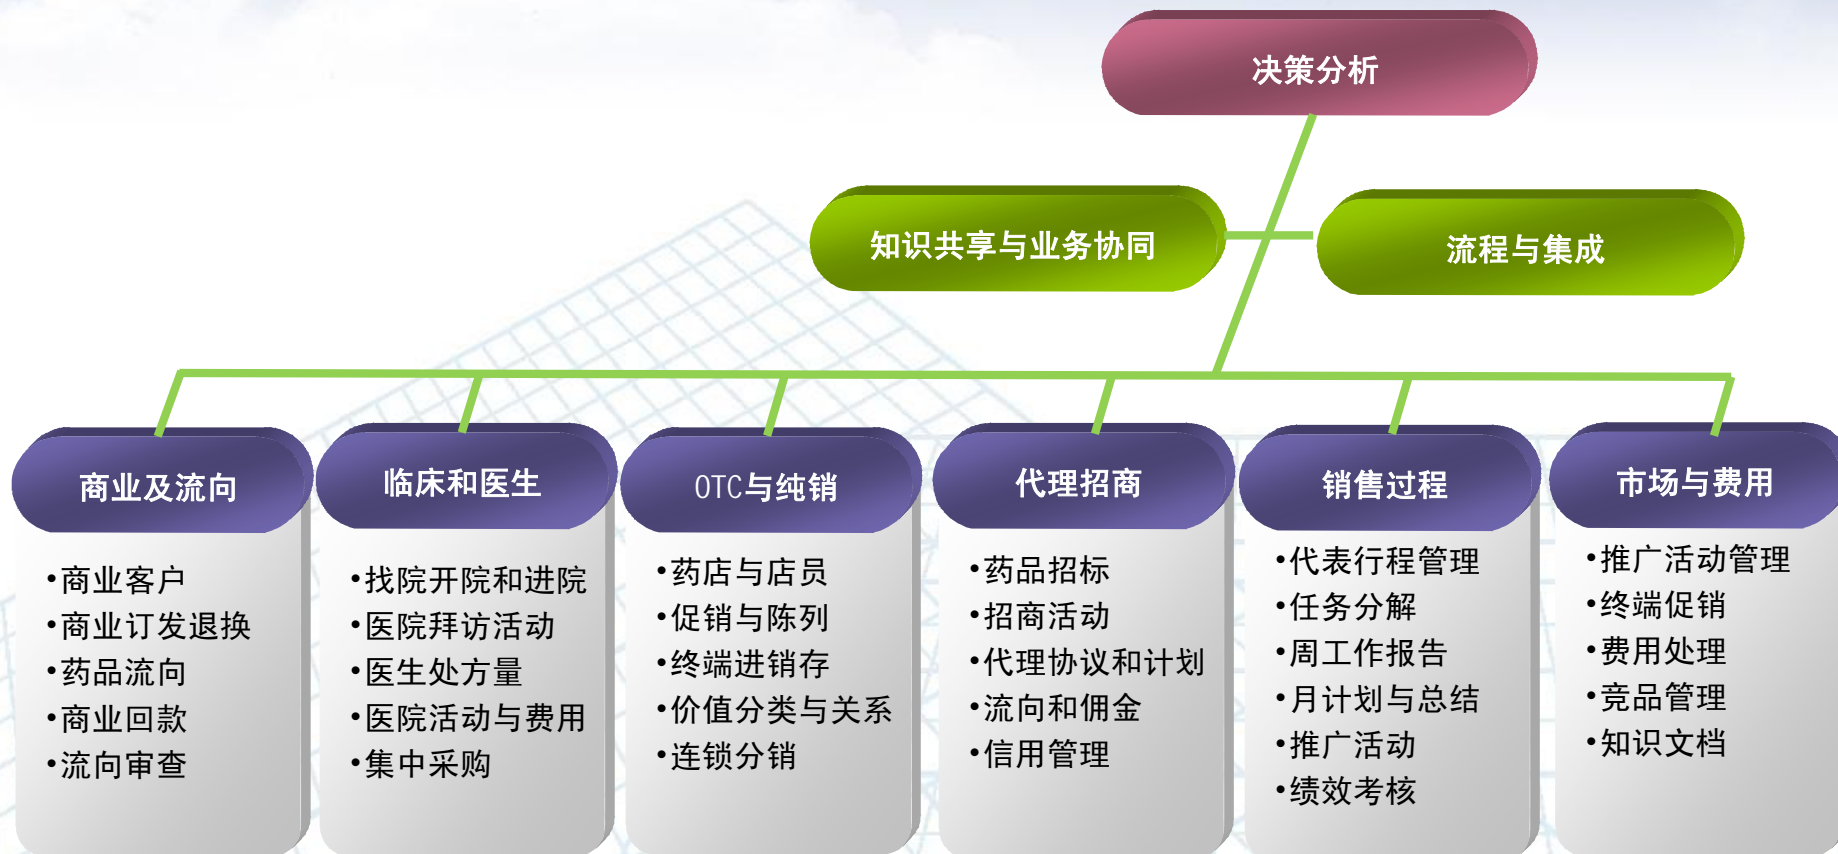 决策分析
知识共享与业务协同
流程与集成
商业及流向
•商业客户
•商业订发退换
•药品流向
•商业回款
•流向审查
临床和医生
•找院开院和进院
•医院拜访活动
•医生处方量
•医院活动与费用
•集中采购
OTC与纯销
•药店与店员
•促销与陈列
•终端进销存
•价值分类与关系
•连锁分销
代理招商
•药品招标
•招商活动
•代理协议和计划
•流向和佣金
•信用管理
销售过程
•代表行程管理
•任务分解
•周工作报告
•月计划与总结
•推广活动
•绩效考核
市场与费用
•推广活动管理
•终端促销
•费用处理
•竞品管理
•知识文档